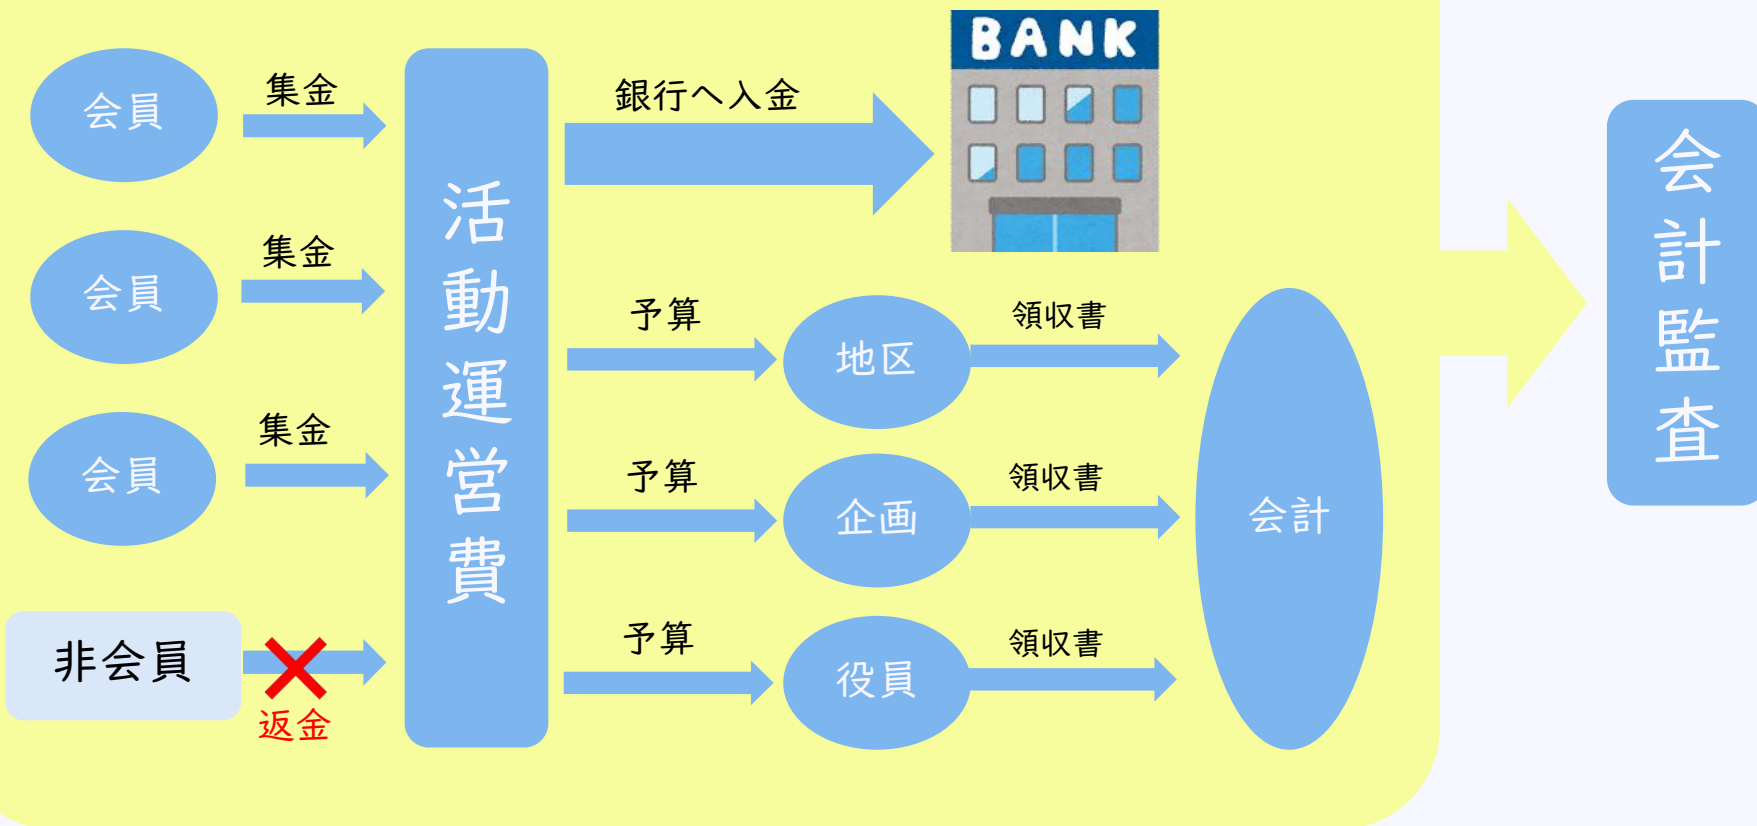 会員
集金
会員
集金
会員
集金
非会員
返金
活動運営費
銀行へ入金
BANK
予算
地区
領収書
予算
企画
領収書
予算
役員
領収書
会計
会計監査